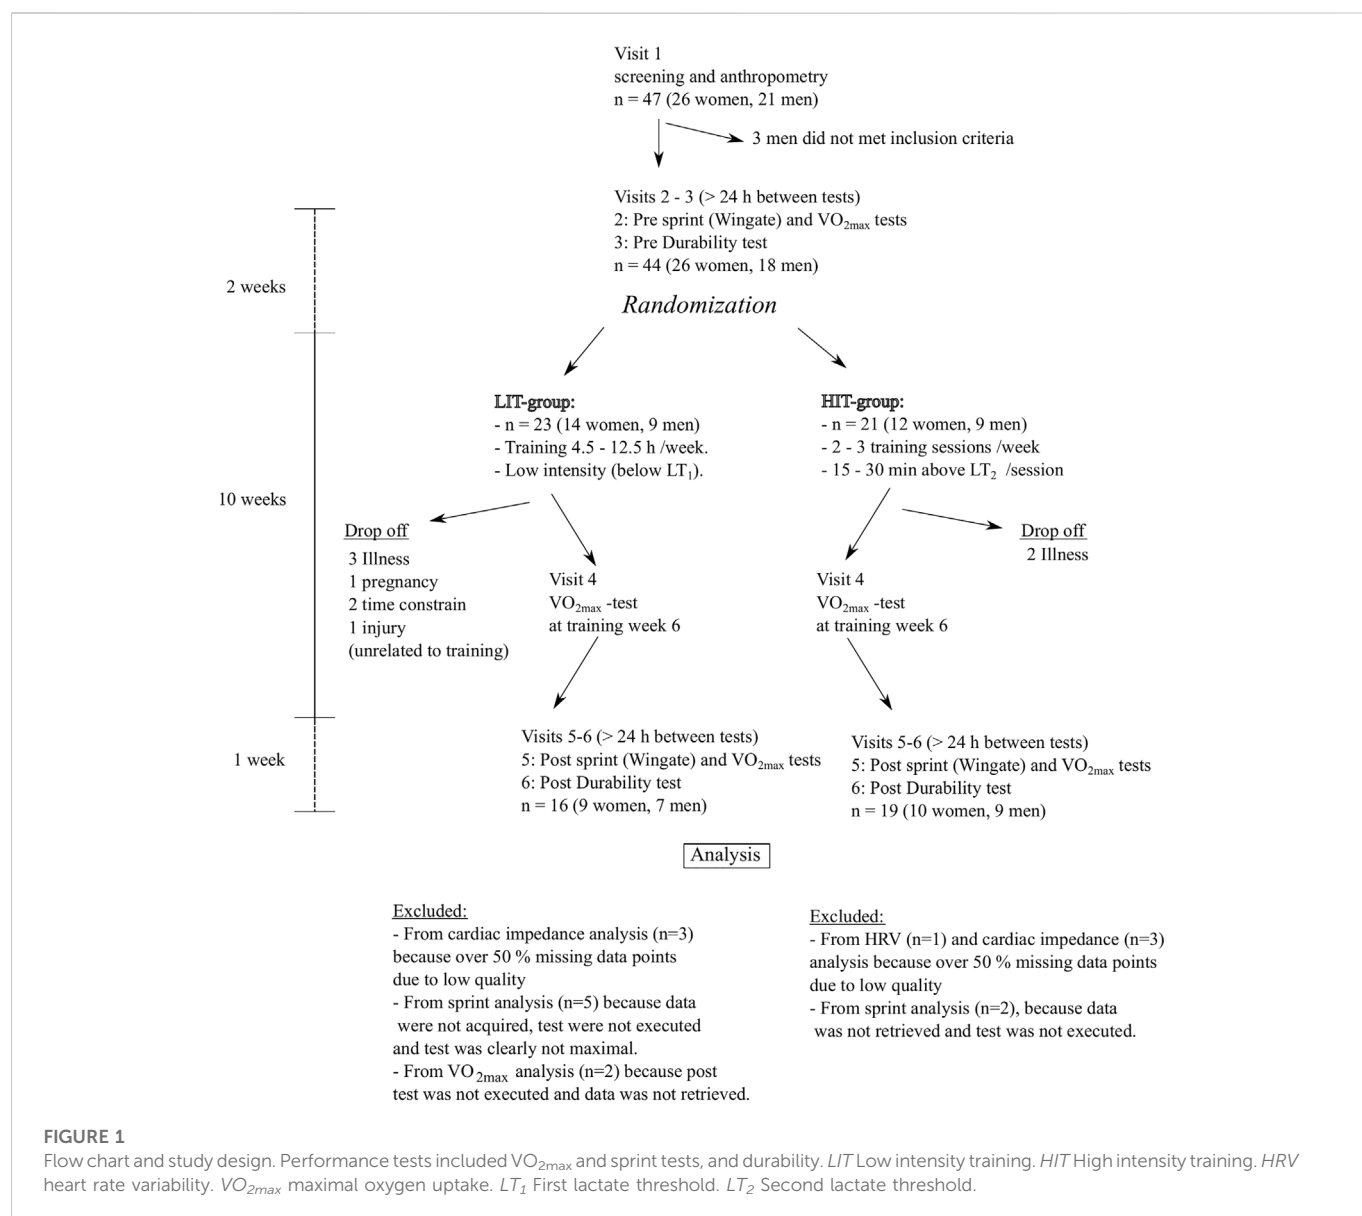 Visit 1
screening and anthropometry
n = 47 (26 women, 21 men)
3 men did not met inclusion criteria
Visits 2 - 3 (> 24 h between tests)
2: Pre sprint (Wingate) and VO2max tests
3: Pre Durability test
n = 44 (26 women, 18 men)
2 weeks
Randomization
LIT-group:
- n = 23 (14 women, 9 men)
- Training 4.5 - 12.5 h /week.
- Low intensity (below LT1).
HIT-group:
- n = 21 (12 women, 9 men)
- 2 - 3 training sessions /week
- 15 - 30 min above LT2 /session
10 weeks
Drop off
3 Illness
1 pregnancy
2 time constrain
1 injury
(unrelated to training)
Visit 4
VO2max -test
at training week 6
Visit 4
VO2max -test
at training week 6
Drop off
2 Illness
1 week
Visits 5-6 (> 24 h between tests)
5: Post sprint (Wingate) and VO2max tests
6: Post Durability test
n = 16 (9 women, 7 men)
Visits 5-6 (> 24 h between tests)
5: Post sprint (Wingate) and VO2max tests
6: Post Durability test
n = 19 (10 women, 9 men)
Analysis
Excluded:
- From cardiac impedance analysis (n=3)
because over 50 % missing data points
due to low quality
- From sprint analysis (n=5) because data
were not acquired, test were not executed
and test was clearly not maximal.
- From VO2max analysis (n=2) because post
test was not executed and data was not retrieved.
Excluded:
- From HRV (n=1) and cardiac impedance (n=3)
analysis because over 50 % missing data points
due to low quality
- From sprint analysis (n=2), because data
was not retrieved and test was not executed.
FIGURE 1
Flow chart and study design. Performance tests included VO2max and sprint tests, and durability. LIT Low intensity training. HIT High intensity training. HRV
heart rate variability. VO2max maximal oxygen uptake. LT1 First lactate threshold. LT2 Second lactate threshold.